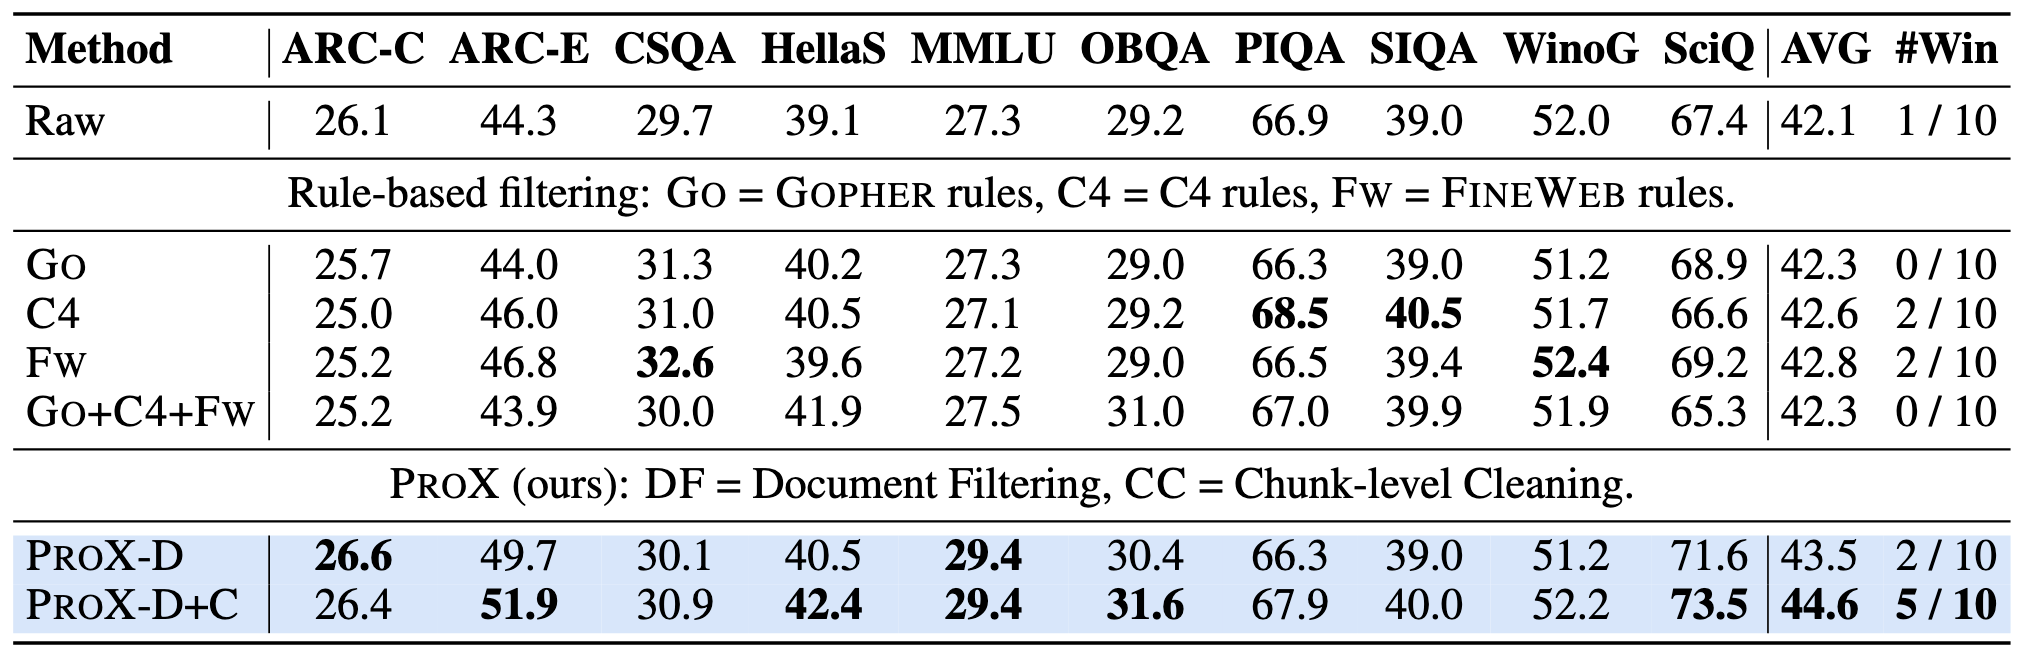 Method ARC-C ARC-E CSQA HellaS MMLU OBQA PIQA SIQA WinoG SciQ AVG #Win
Raw 26.1 44.3 29.7 39.1 27.3 29.2 66.9 39.0 52.0 67.4 42.1 1 / 10
Rule-based filtering: GO = GOPHER rules, C4 = C4 rules, FW = FINEWEB rules.
GO 25.7 44.0 31.3 40.2 27.3 29.0 66.3 39.0 51.2 68.9 42.3 0 / 10
C4 25.0 46.0 31.0 40.5 27.1 29.2 68.5 40.5 51.7 66.6 42.6 2 / 10
FW 25.2 46.8 32.6 39.6 27.2 29.0 66.5 39.4 52.4 69.2 42.8 2 / 10
GO+C4+FW 25.2 43.9 30.0 41.9 27.5 31.0 67.0 39.9 51.9 65.3 42.3 0 / 10
PROX (ours): DF = Document Filtering, CC = Chunk-level Cleaning.
PROX-D 26.6 49.7 30.1 40.5 29.4 30.4 66.3 39.0 51.2 71.6 43.5 2 / 10
PROX-D+C 26.4 51.9 30.9 42.4 29.4 31.6 67.9 40.0 52.2 73.5 44.6 5 / 10